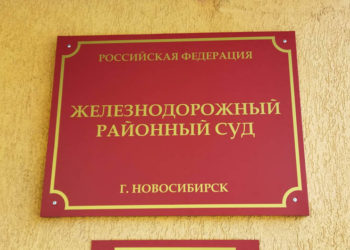 РОССИЙСКАЯ ФЕДЕРАЦИЯ
ЖЕЛЕЗНОДОРОЖНЫЙ
РАЙОННЫЙ СУД
Г. НОВОСИБИРСК